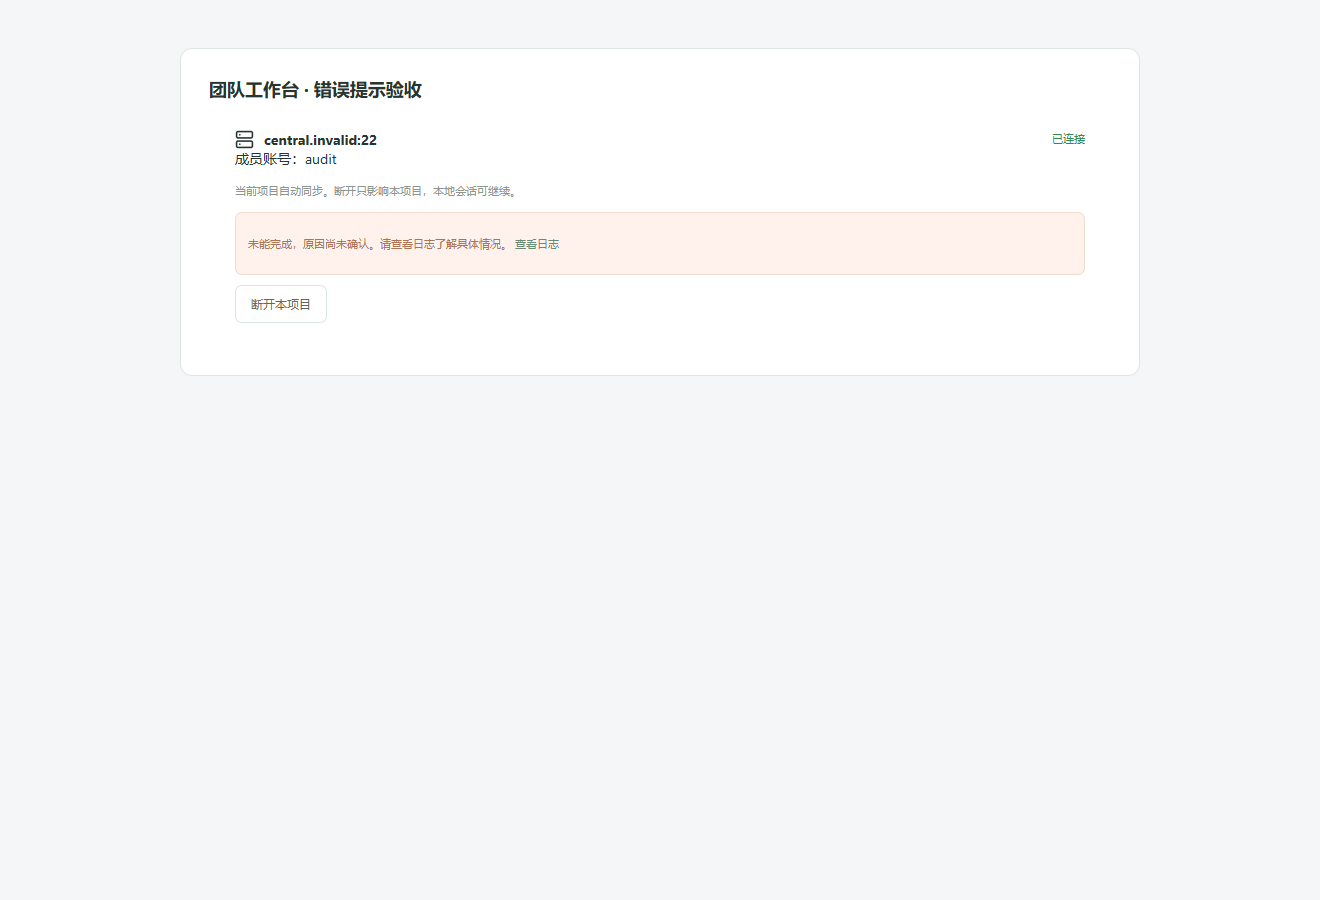 团队工作台 · 错误提示验收
central.invalid:22
已连接
成员账号：audit
当前项目自动同步。断开只影响本项目，本地会话可继续。
未能完成，原因尚未确认。请查看日志了解具体情况。 查看日志
断开本项目